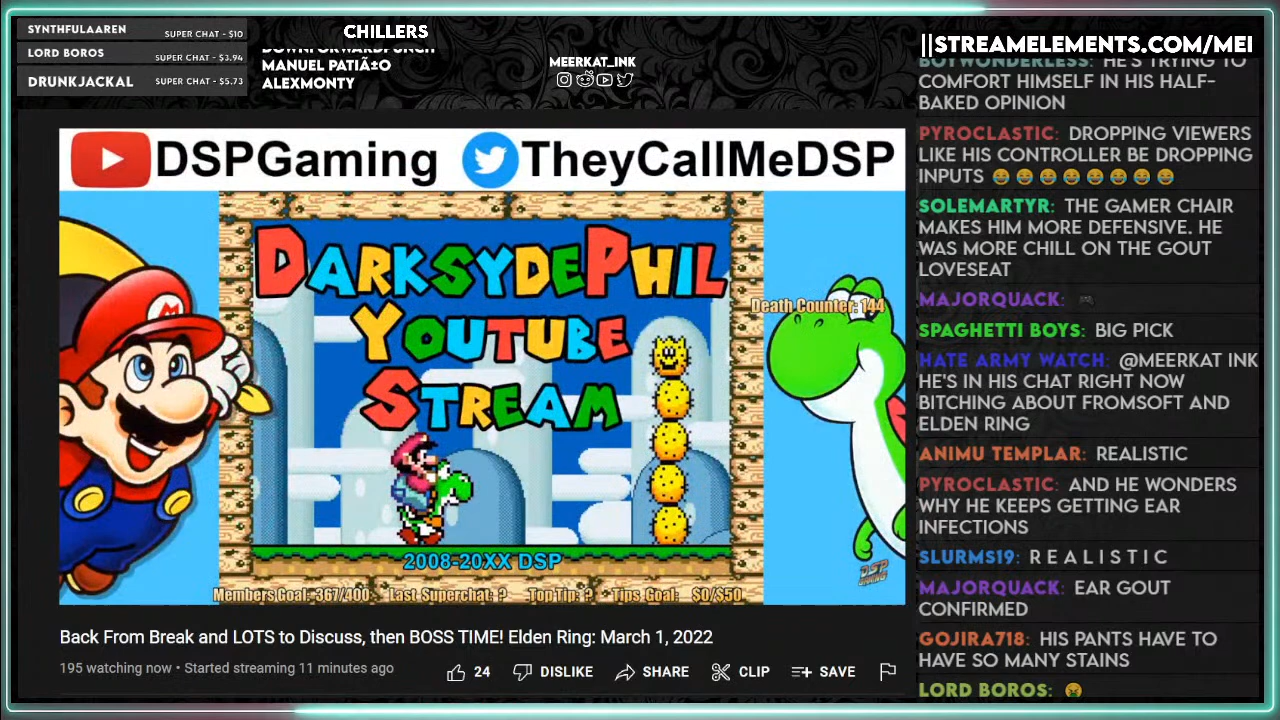 SYNTHFULAAREN SUPER CHAT - $10
LORD BOROS SUPER CHAT - $3.94
DRUNKJACKAL SUPER CHAT - $5.73
CHILLERS
DOWNFORWARDPUNCH
MANUEL PATIÃ±O
ALEXMONTY
MEERKAT_INK
||STREAMELEMENTS.COM/MEI
DSPGaming TheyCallMeDSP
DARKSYDEPHIL
YOUTUBE
STREAM
Death Counter: 144
2008-20XX DSP
DSP
GAMING
Members Goal: 367/400 Last Superchat: ? Top Tip: ? Tips Goal: $0/$50
Back From Break and LOTS to Discuss, then BOSS TIME! Elden Ring: March 1, 2022
195 watching now • Started streaming 11 minutes ago
24 DISLIKE SHARE CLIP SAVE
BOYWONDERLESS: HE'S TRYING TO
COMFORT HIMSELF IN HIS HALF-
BAKED OPINION
PYROCLASTIC: DROPPING VIEWERS
LIKE HIS CONTROLLER BE DROPPING
INPUTS 😂 😂 😂 😂 😂 😂 😂 😂
SOLEMARTYR: THE GAMER CHAIR
MAKES HIM MORE DEFENSIVE. HE
WAS MORE CHILL ON THE GOUT
LOVESEAT
MAJORQUACK: 🎮
SPAGHETTI BOYS: BIG PICK
HATE ARMY WATCH: @MEERKAT INK
HE'S IN HIS CHAT RIGHT NOW
BITCHING ABOUT FROMSOFT AND
ELDEN RING
ANIMU TEMPLAR: REALISTIC
PYROCLASTIC: AND HE WONDERS
WHY HE KEEPS GETTING EAR
INFECTIONS
SLURMS19: R E A L I S T I C
MAJORQUACK: EAR GOUT
CONFIRMED
GOJIRA718: HIS PANTS HAVE TO
HAVE SO MANY STAINS
LORD BOROS: 🤮